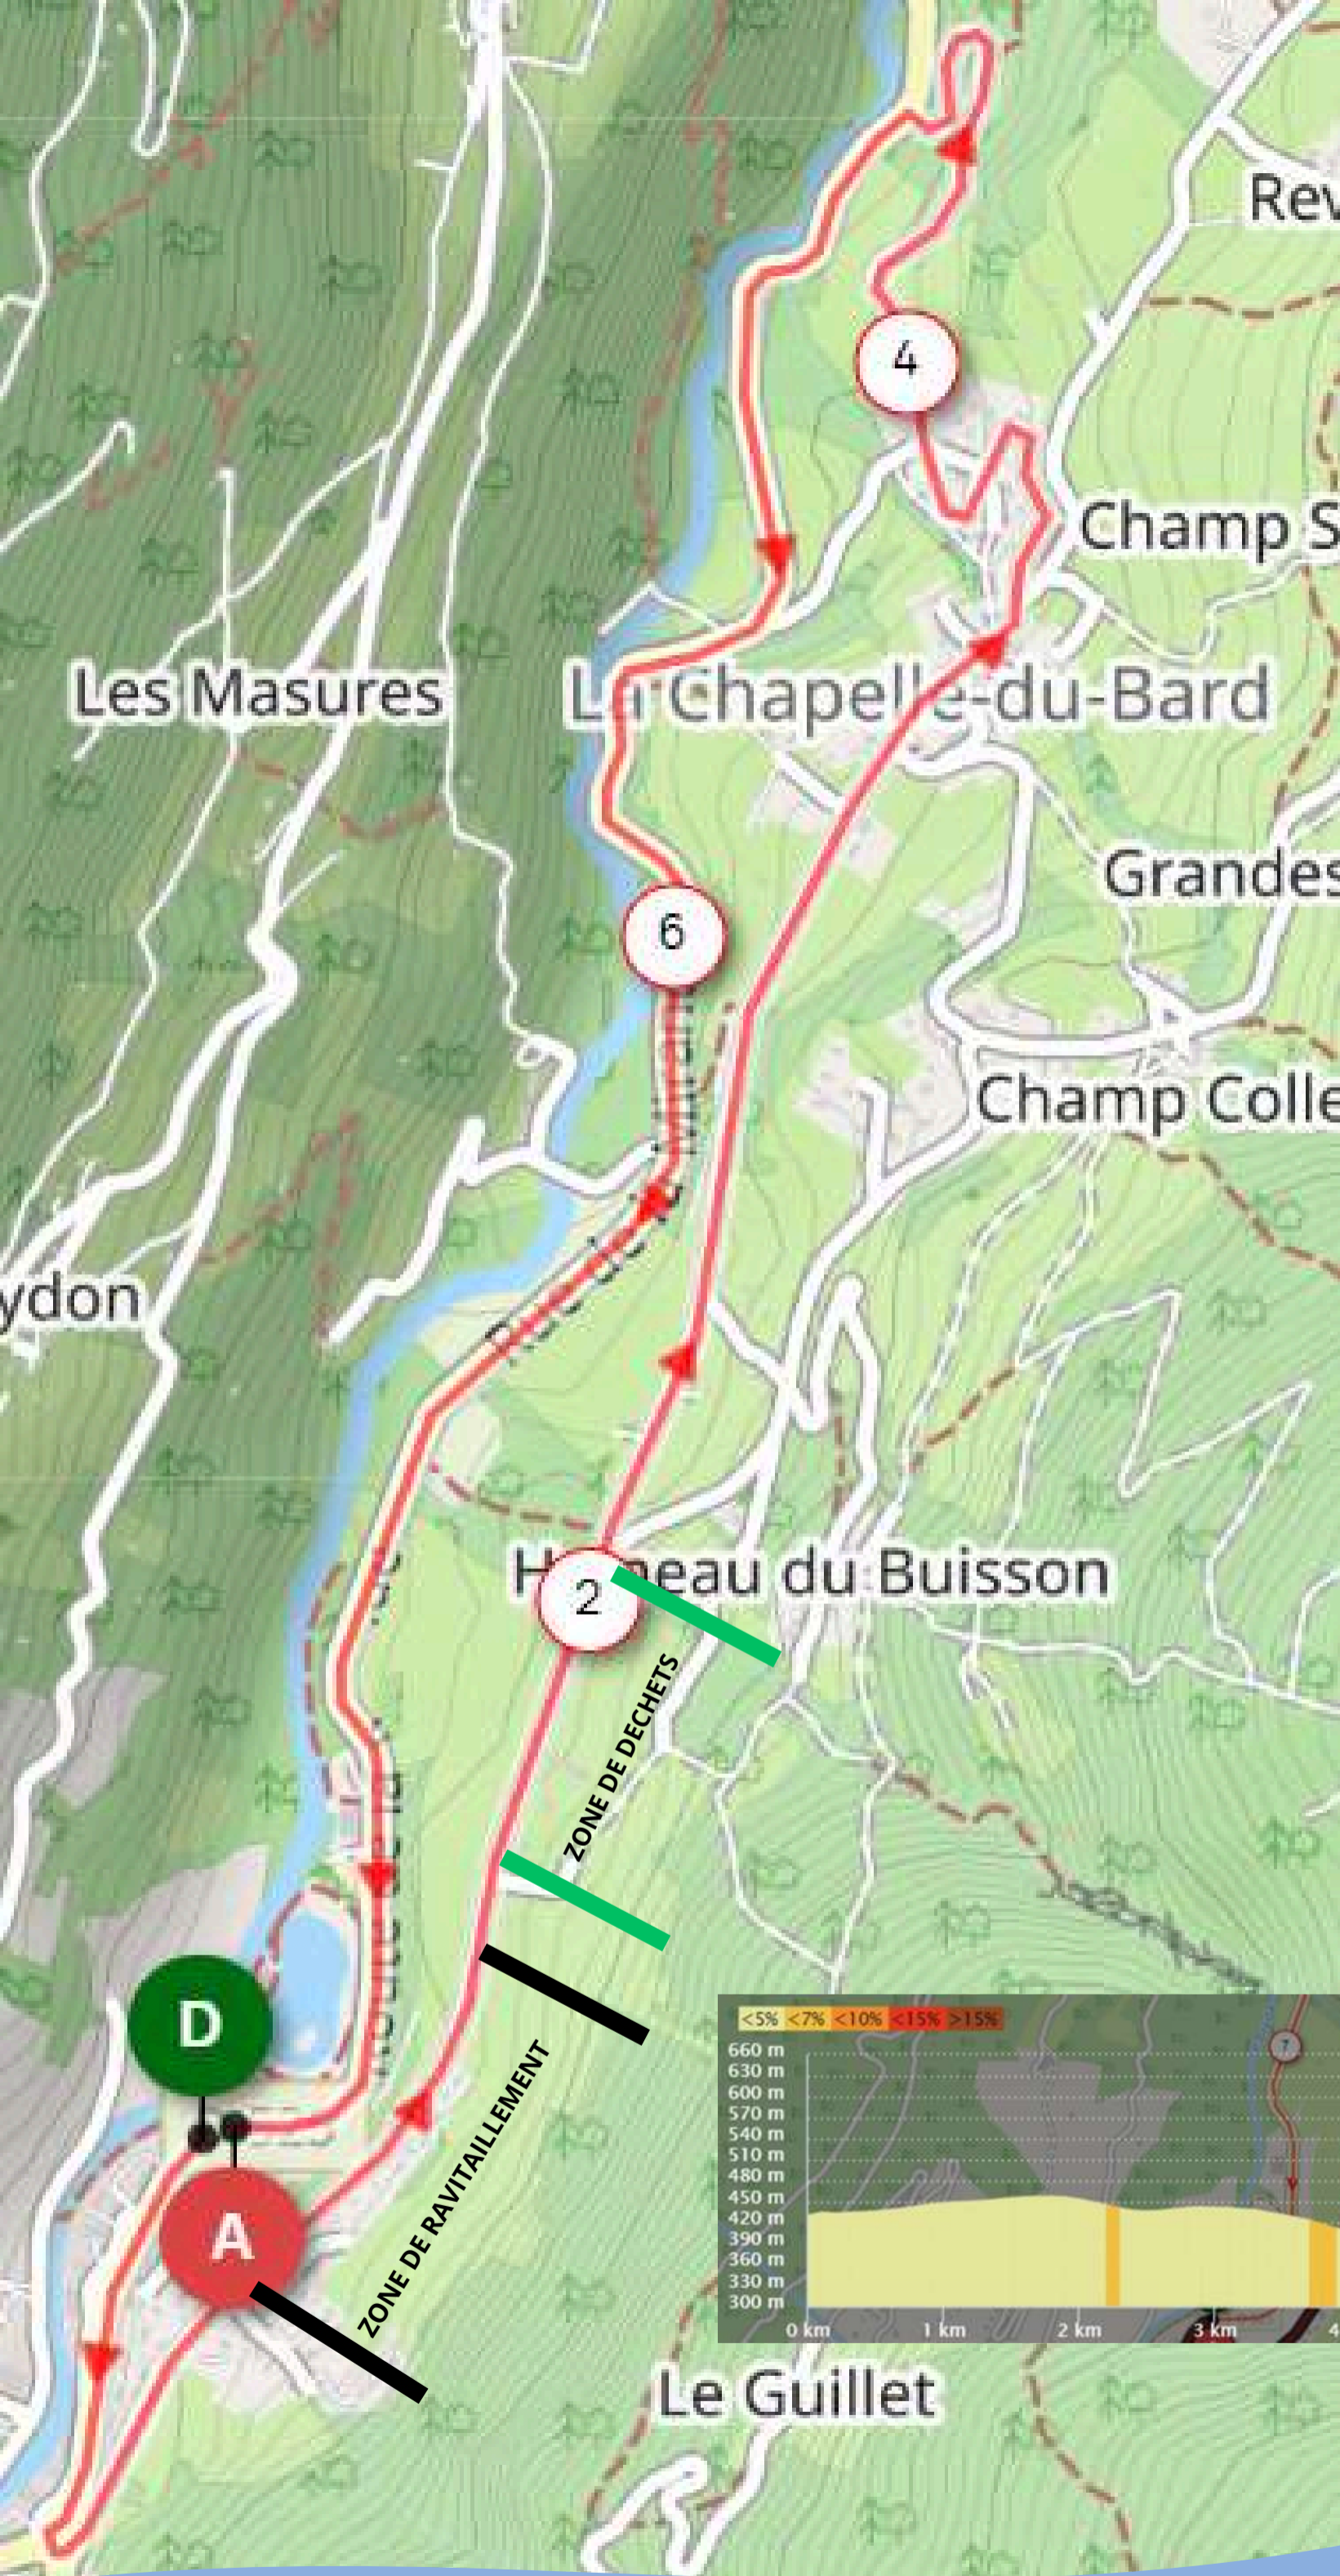 Rev
4
Champ S
Les Masures
La Chapelle-du-Bard
Grandes
6
Champ Colle
ydon
Hameau du Buisson
2
ZONE DE DECHETS
D
A
ZONE DE RAVITAILLEMENT
<5% <7% <10% <15% >15%
7
660 m
630 m
600 m
570 m
540 m
510 m
480 m
450 m
420 m
390 m
360 m
330 m
300 m
0 km 1 km 2 km 3 km 4
Le Guillet